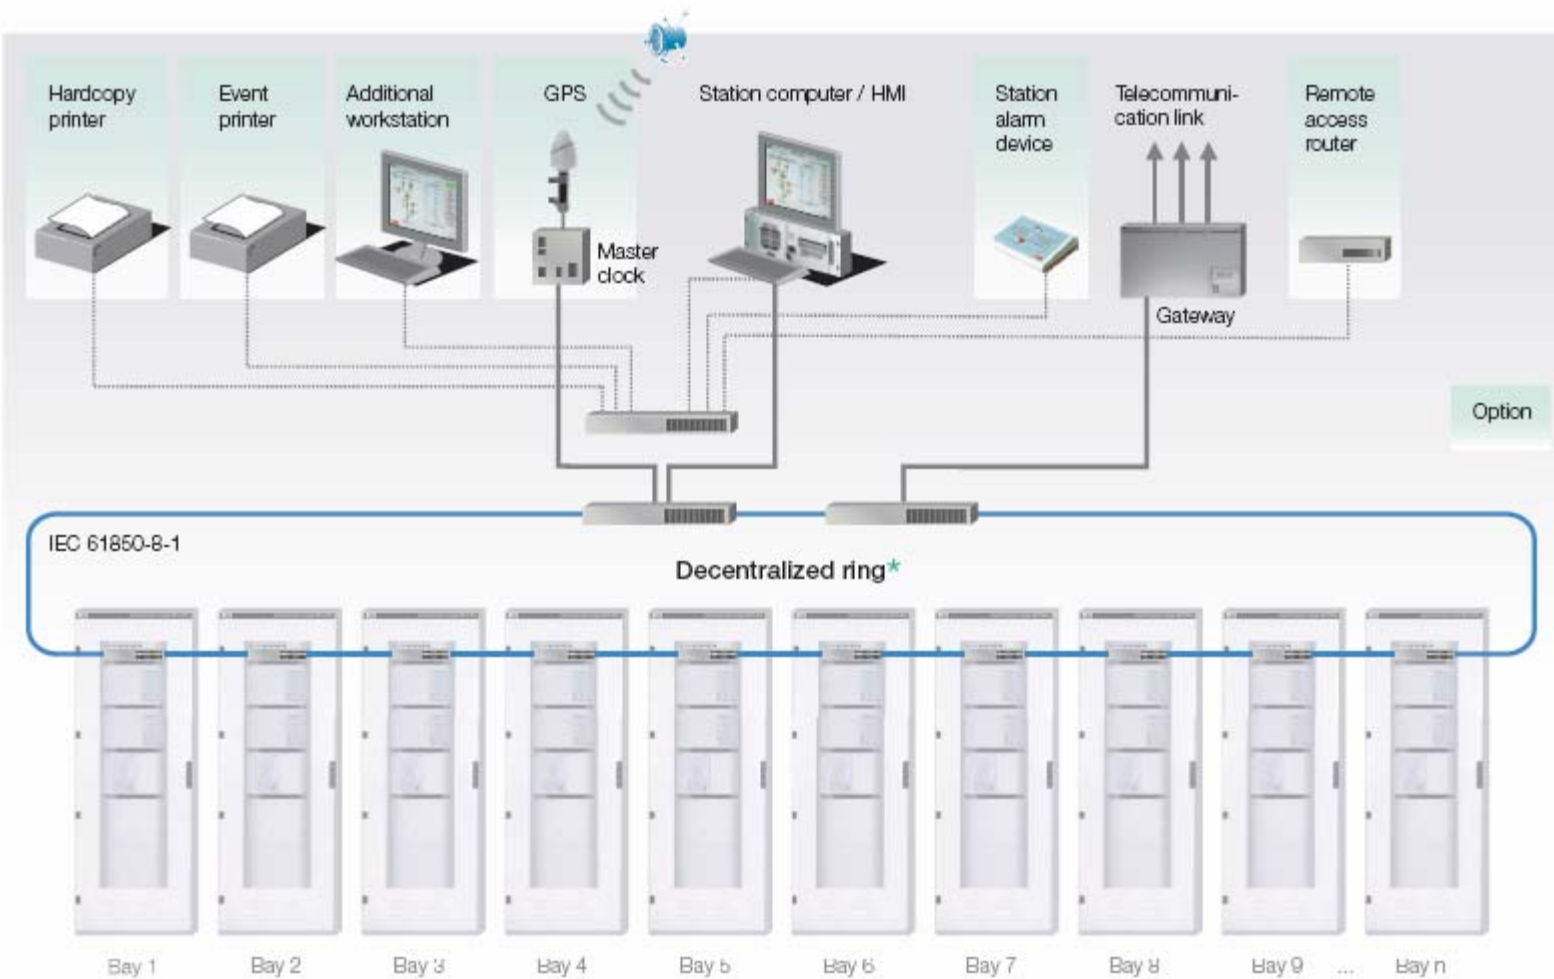 Hardcopy
printer
Event
printer
Additional
workstation
GPS
Master
clock
Station computer / HMI
Station
alarm
device
Telecommuni-
cation link
Gateway
Remote
access
router
Option
IEC 61850-8-1
Decentralized ring*
Bay 1
Bay 2
Bay 3
Bay 4
Bay 5
Bay 6
Bay 7
Bay 8
Bay 9
...
Bay n